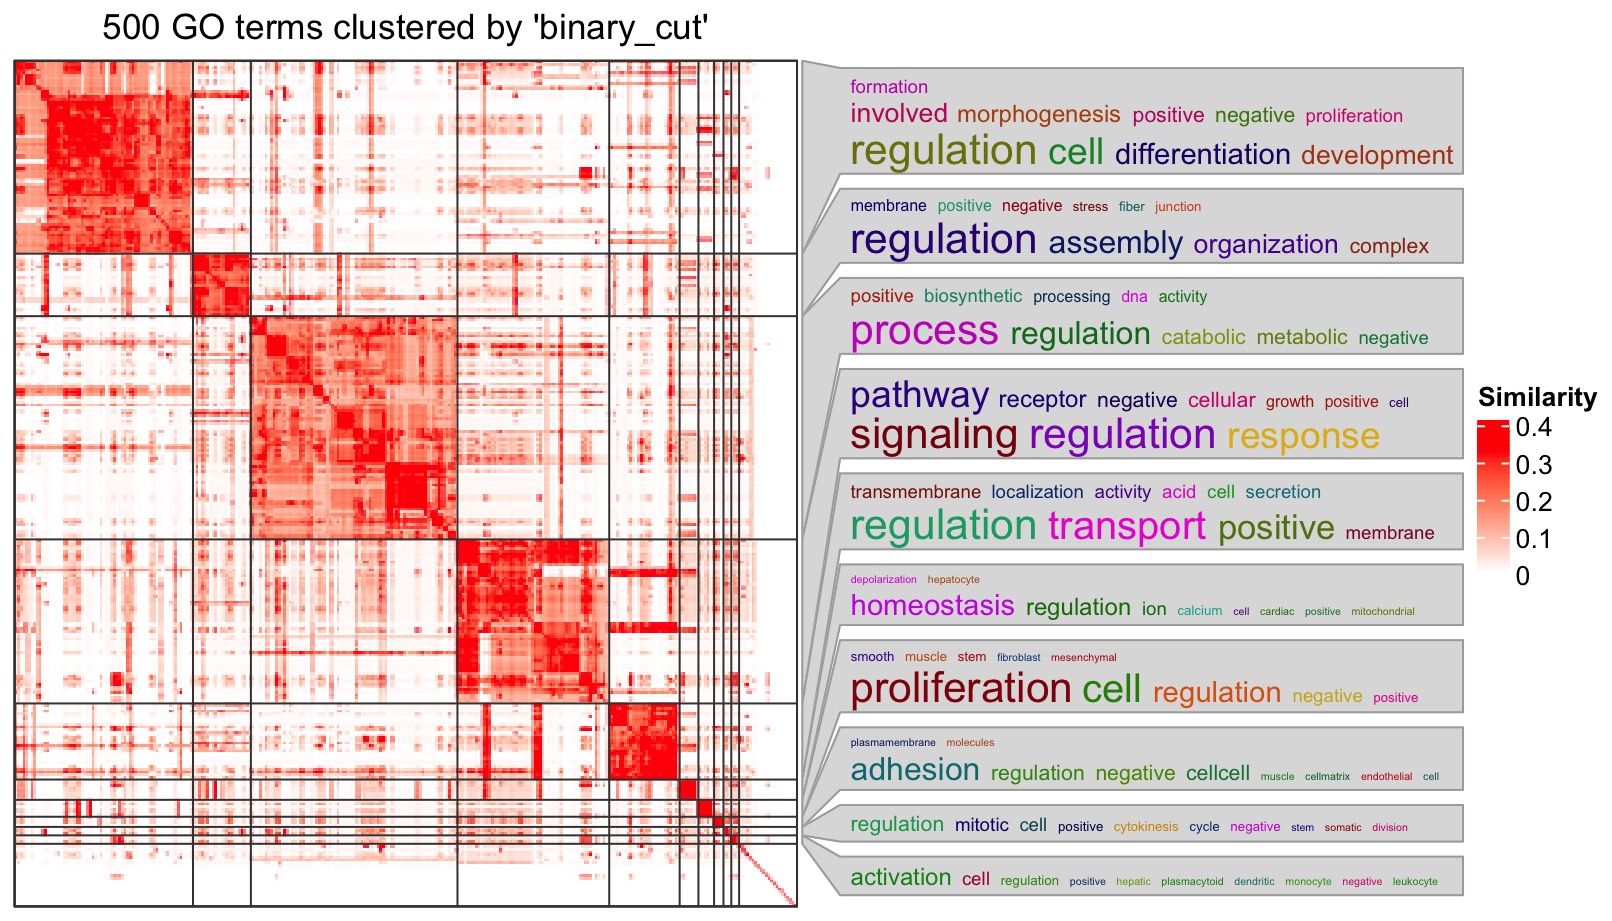 500 GO terms clustered by 'binary_cut'
formation
involved morphogenesis positive negative proliferation
regulation cell differentiation development
membrane positive negative stress fiber junction
regulation assembly organization complex
positive biosynthetic processing dna activity
process regulation catabolic metabolic negative
pathway receptor negative cellular growth positive cell
signaling regulation response
transmembrane localization activity acid cell secretion
regulation transport positive membrane
depolarization hepatocyte
homeostasis regulation ion calcium cell cardiac positive mitochondrial
smooth muscle stem fibroblast mesenchymal
proliferation cell regulation negative positive
plasmamembrane molecules
adhesion regulation negative cellcell muscle cellmatrix endothelial cell
regulation mitotic cell positive cytokinesis cycle negative stem somatic division
activation cell regulation positive hepatic plasmacytoid dendritic monocyte negative leukocyte
Similarity
0.4
0.3
0.2
0.1
0